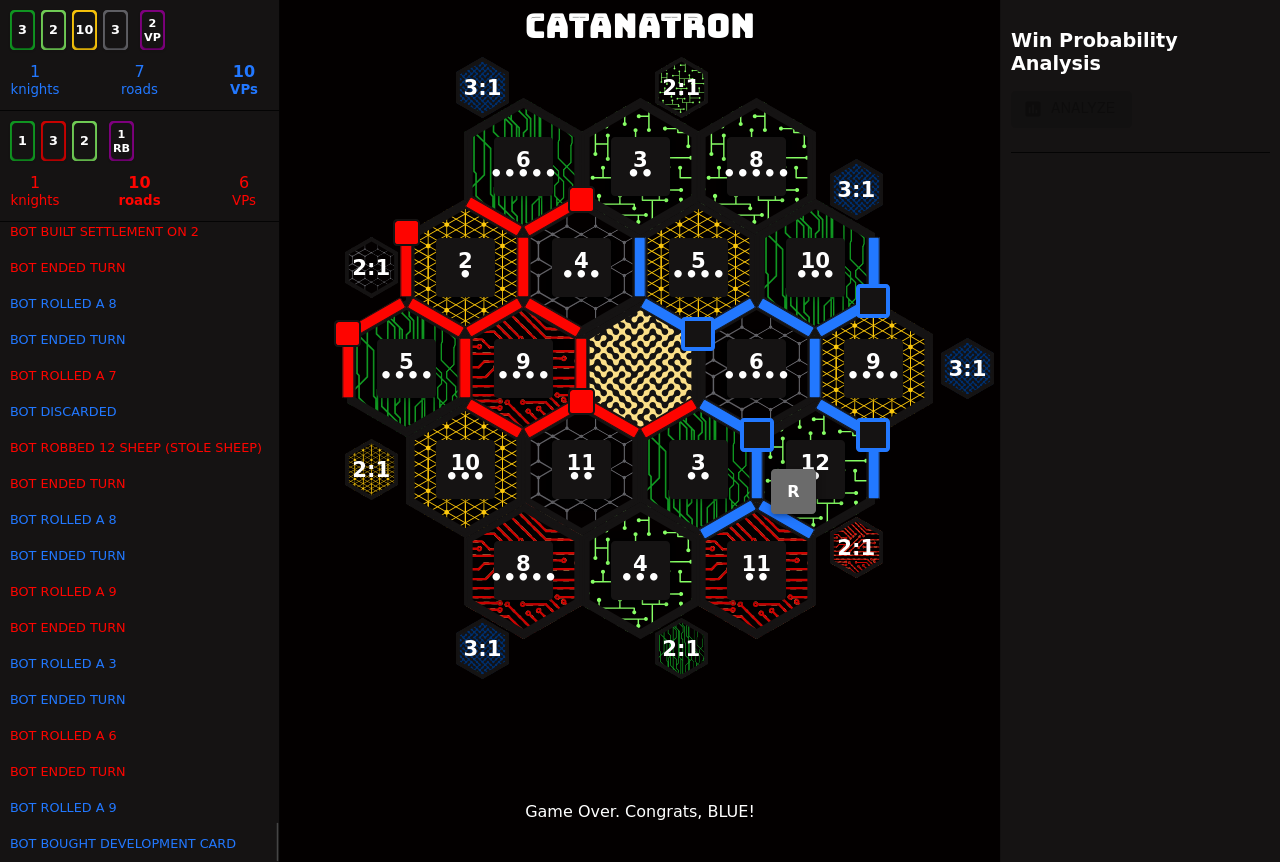 CATANATRON
3 2 10 3 2 VP
1 7 10
knights roads VPs
1 3 2 1 RB
1 10 6
knights roads VPs
BOT BUILT SETTLEMENT ON 2
BOT ENDED TURN
BOT ROLLED A 8
BOT ENDED TURN
BOT ROLLED A 7
BOT DISCARDED
BOT ROBBED 12 SHEEP (STOLE SHEEP)
BOT ENDED TURN
BOT ROLLED A 8
BOT ENDED TURN
BOT ROLLED A 9
BOT ENDED TURN
BOT ROLLED A 3
BOT ENDED TURN
BOT ROLLED A 6
BOT ENDED TURN
BOT ROLLED A 9
BOT BOUGHT DEVELOPMENT CARD
3:1 2:1
6 3 8
3:1
2:1 2 4 5 10
5 9 6 9 3:1
2:1 10 11 3 12
R
8 4 11 2:1
3:1 2:1
Game Over. Congrats, BLUE!
Win Probability
Analysis
ANALYZE